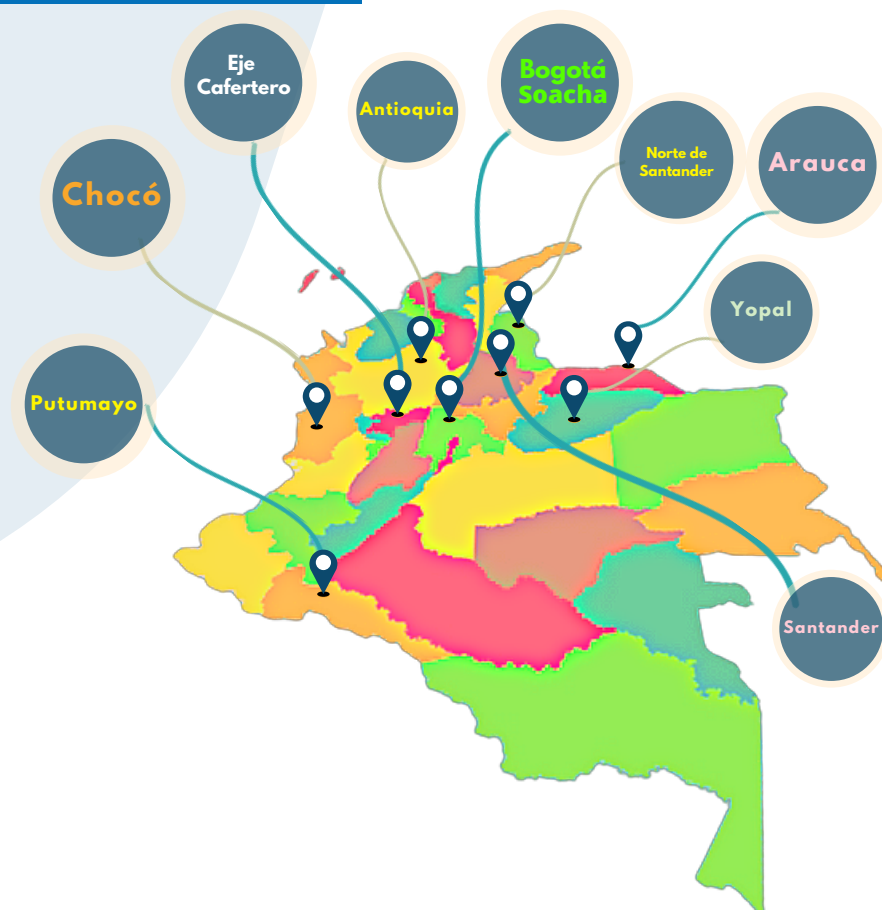 Eje
Cafertero
Antioquia
Bogotá
Soacha
Norte de
Santander
Arauca
Chocó
Yopal
Putumayo
Santander